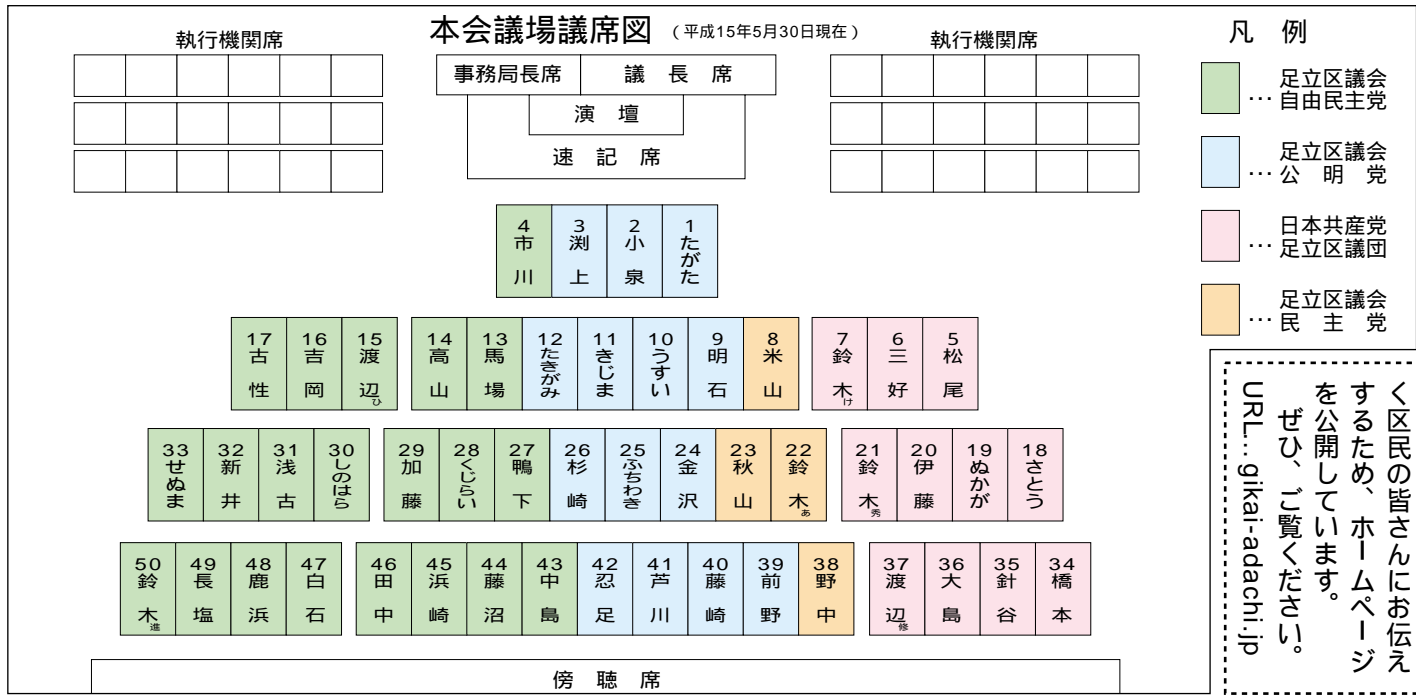 本会議場議席図 （平成15年5月30日現在）
執行機関席
執行機関席
事務局長席
議長席
演壇
速記席
4 市川
3 渕上
2 小泉
1 たがた
17 古性
16 吉岡
15 渡辺ひ
14 高山
13 馬場
12 たきがみ
11 きじま
10 うすい
9 明石
8 米山
7 鈴木け
6 三好
5 松尾
33 せぬま
32 新井
31 浅古
30 しのはら
29 加藤
28 くじらい
27 鴨下
26 杉崎
25 ふちわき
24 金沢
23 秋山
22 鈴木あ
21 鈴木秀
20 伊藤
19 ぬかが
18 さとう
50 鈴木進
49 長塩
48 鹿浜
47 白石
46 田中
45 浜崎
44 藤沼
43 中島
42 忍足
41 芦川
40 藤崎
39 前野
38 野中
37 渡辺修
36 大島
35 針谷
34 橋本
傍聴席
凡例
足立区議会
…自由民主党
足立区議会
…公明党
日本共産党
…足立区議団
足立区議会
…民主党
く区民の皆さんにお伝え
するため、ホームページ
を公開しています。
ぜひ、ご覧ください。
URL…gikai-adachi.jp